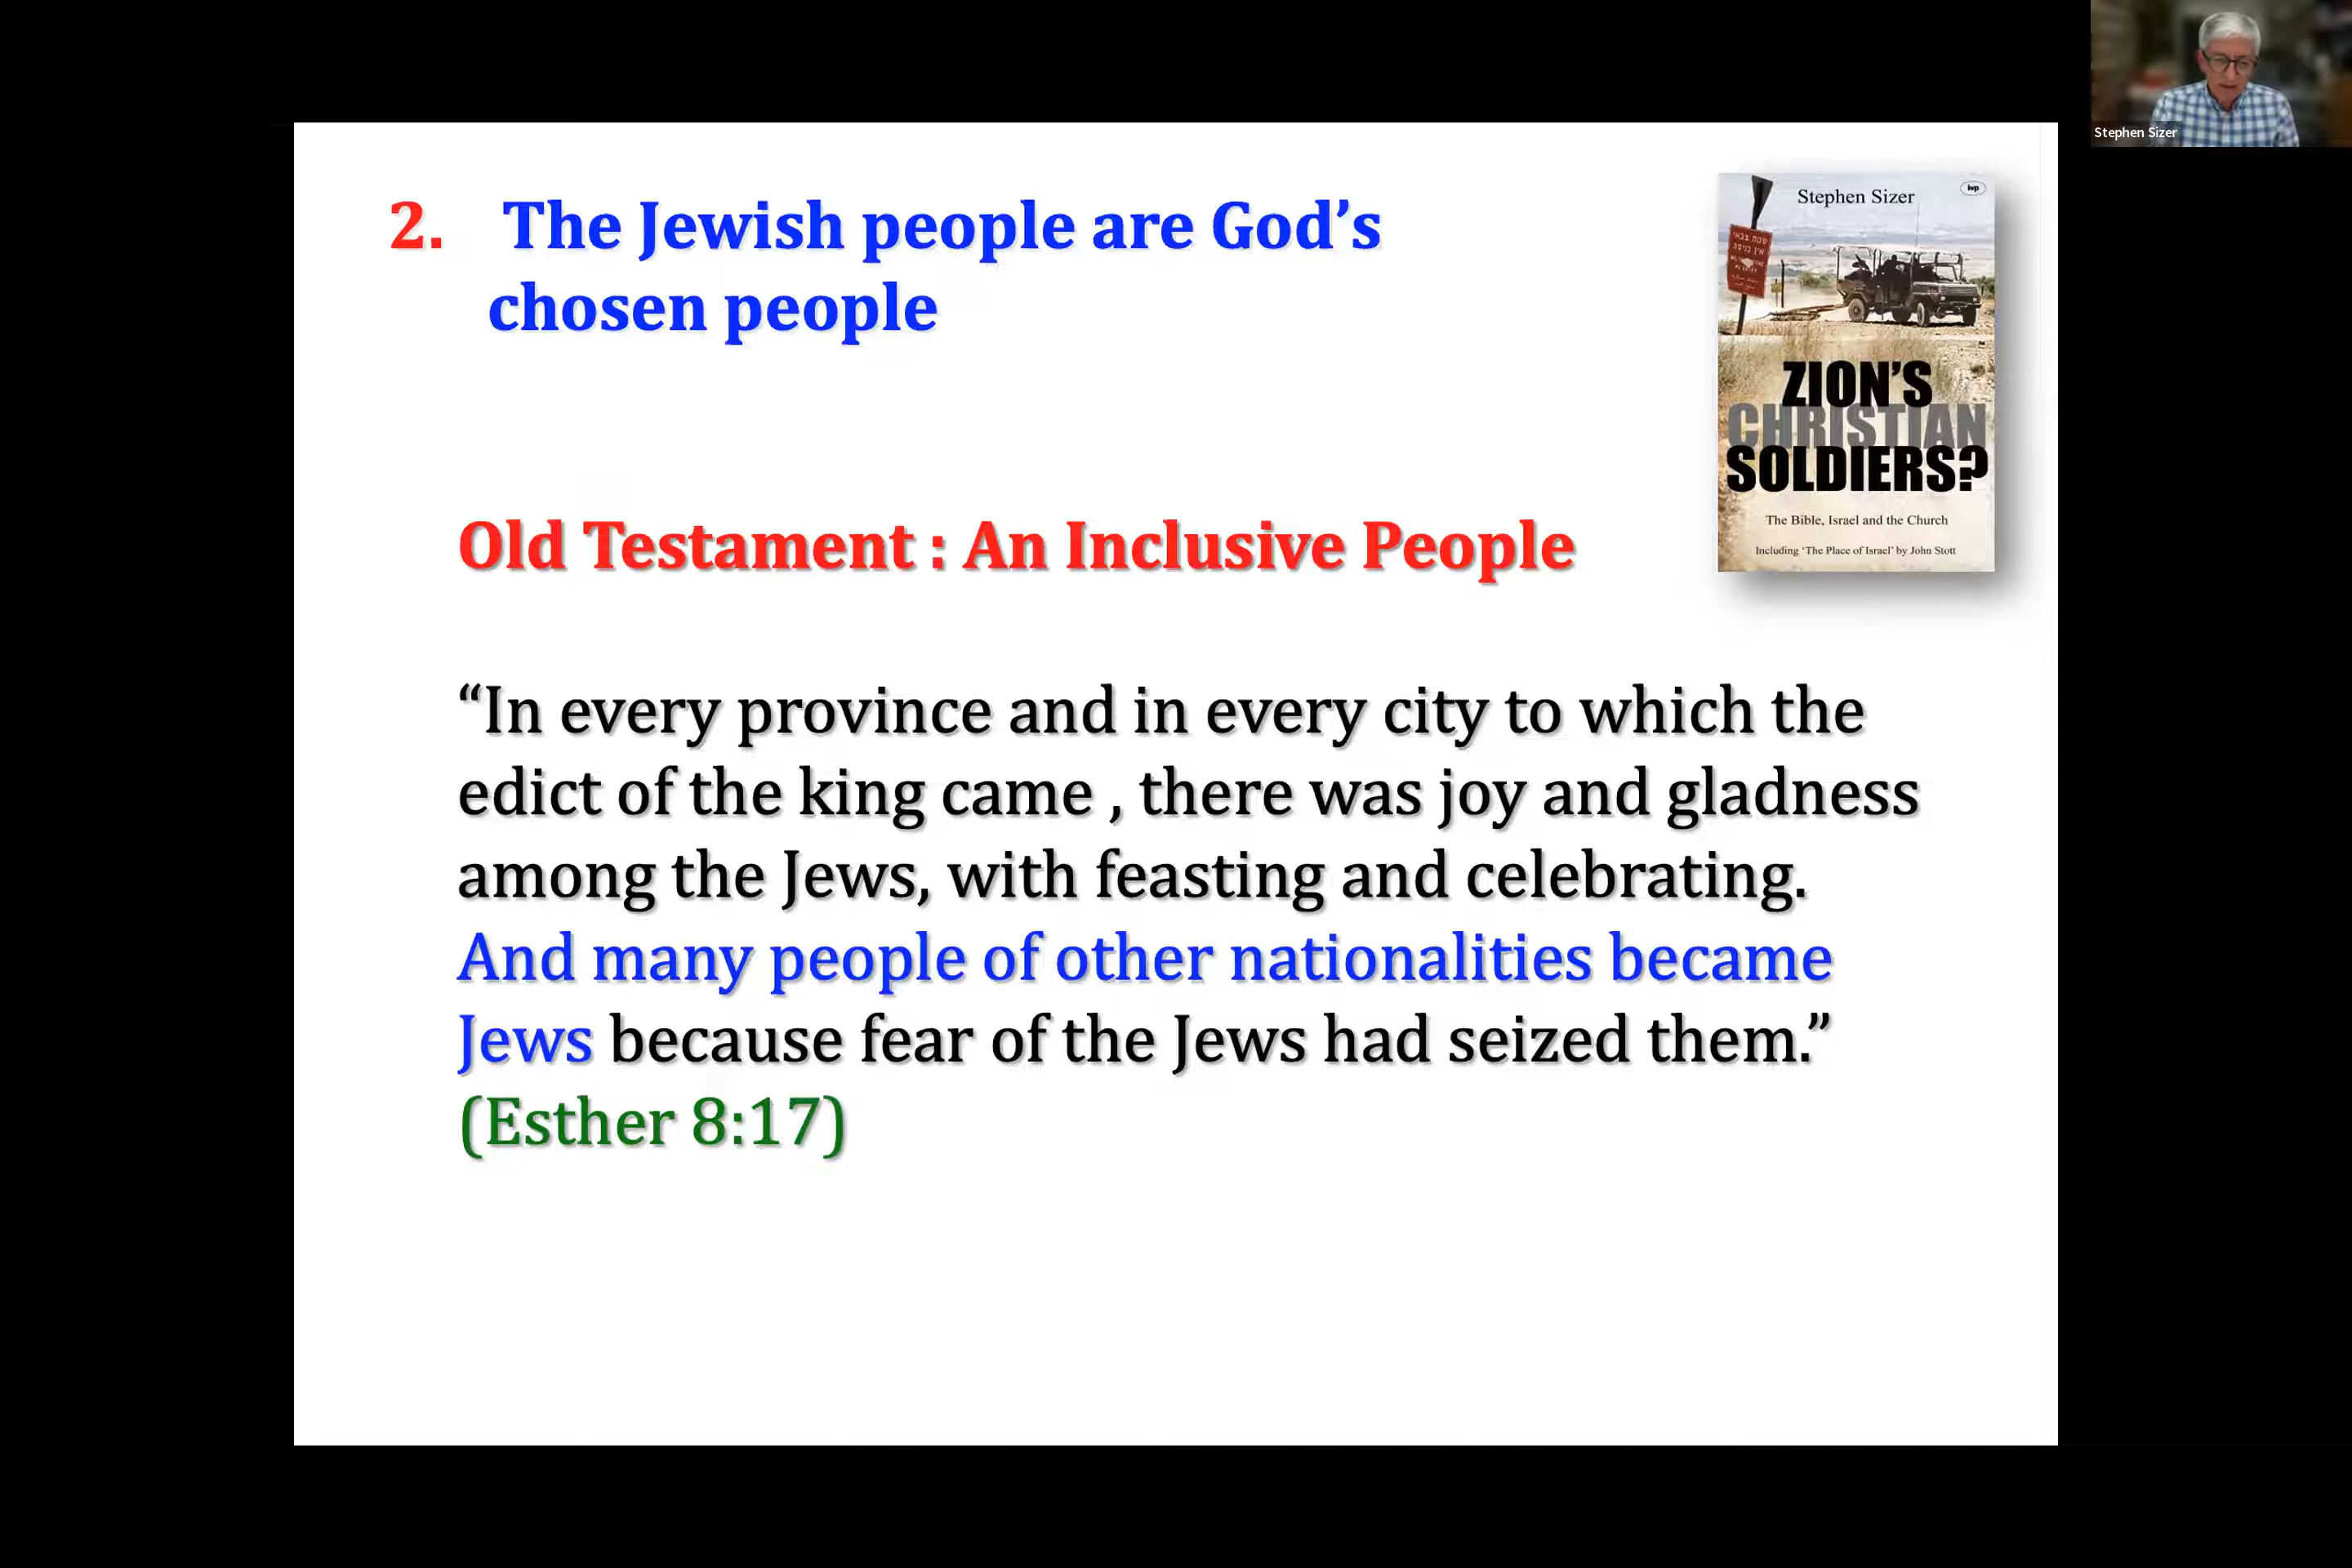 Stephen Sizer
2. The Jewish people are God’s
chosen people
Stephen Sizer
ivp
ZION’S
CHRISTIAN
SOLDIERS?
The Bible, Israel and the Church
Including ‘The Place of Israel’ by John Stott
Old Testament : An Inclusive People
“In every province and in every city to which the
edict of the king came , there was joy and gladness
among the Jews, with feasting and celebrating.
And many people of other nationalities became
Jews because fear of the Jews had seized them.”
(Esther 8:17)